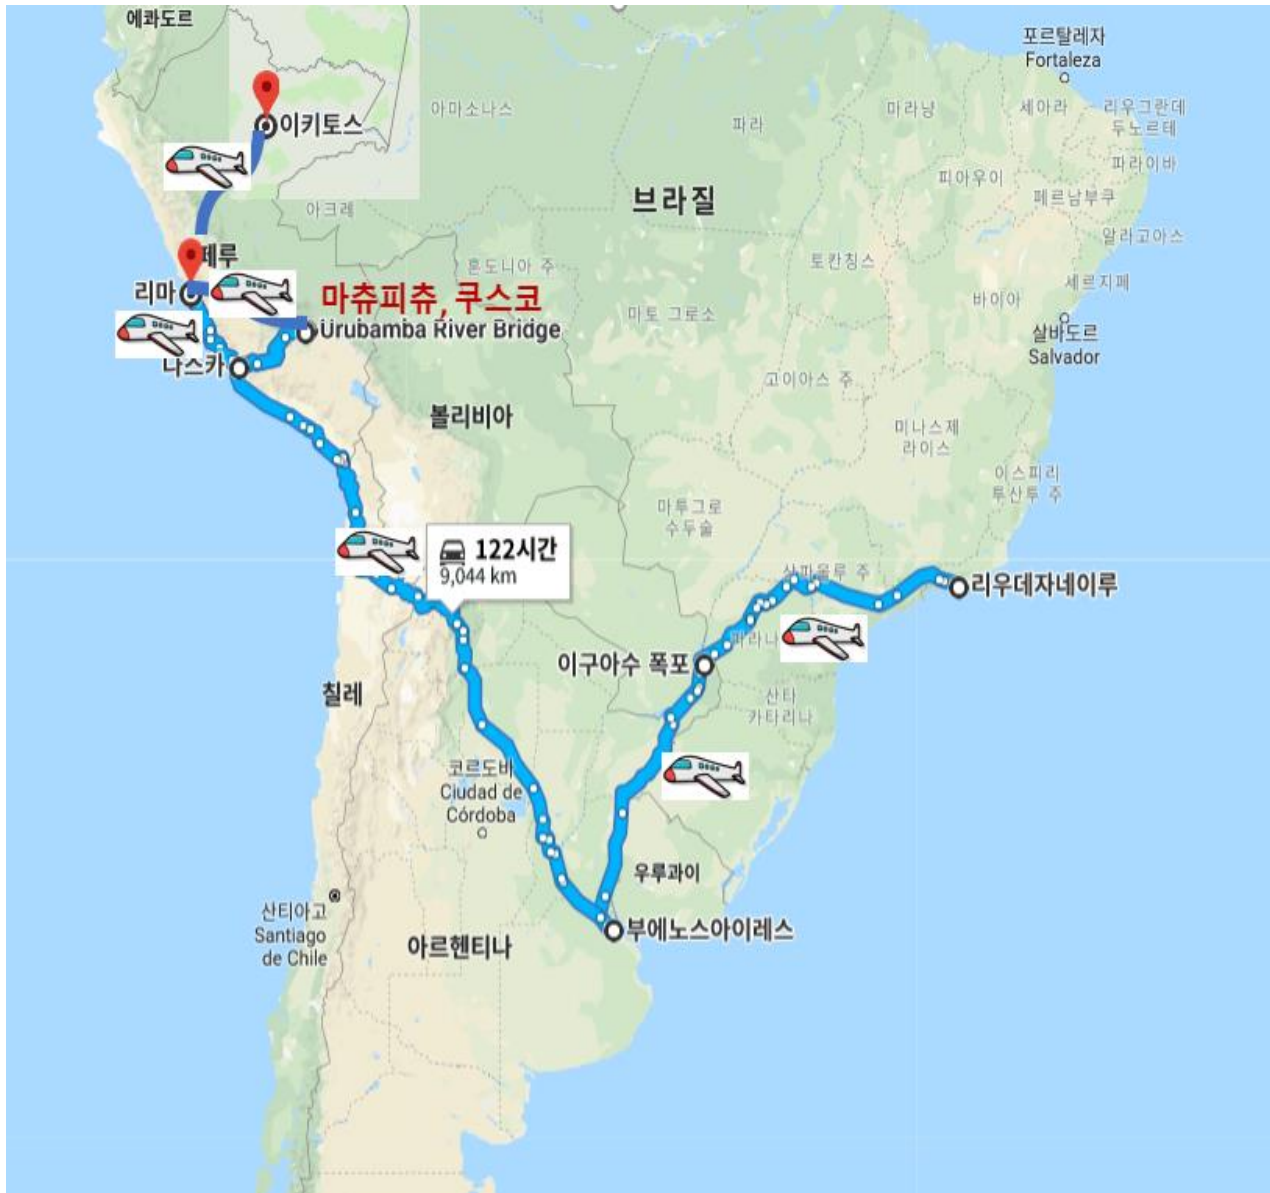 에콰도르
포르탈레자
Fortaleza
아마소나스
파라
마라냥
세아라
리우그란데
두노르테
이키토스
파라이바
피아우이
페르남부쿠
브라질
아크레
알라고아스
페루
혼도니아 주
토칸칭스
세르지페
리마
마츄피츄, 쿠스코
바이아
마토 그로소
Urubamba River Bridge
살바도르
Salvador
나스카
고이아스 주
볼리비아
미나스제
라이스
이스피리
투산투 주
마투그로
수두술
122시간
9,044 km
상파울루 주
리우데자네이루
파라나
이구아수 폭포
칠레
산타
카타리나
코르도바
Ciudad de
Córdoba
우루과이
산티아고
Santiago
de Chile
부에노스아이레스
아르헨티나